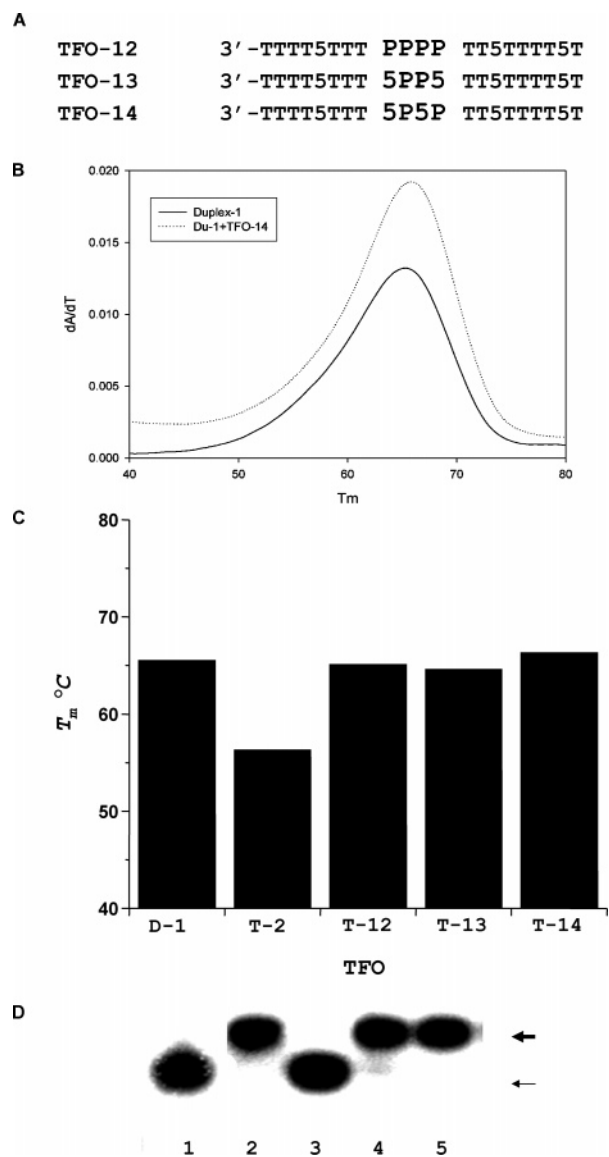 A
TFO-12 3′-TTTT5TTT PPPP TT5TTTT5T
TFO-13 3′-TTTT5TTT 5PP5 TT5TTTT5T
TFO-14 3′-TTTT5TTT 5P5P TT5TTTT5T
B
0.020
0.015
0.010
0.005
0.000
dA/dT
Duplex-1
Du-1+TFO-14
40 50 60 70 80
Tm
C
80
70
60
50
40
Tm °C
D-1 T-2 T-12 T-13 T-14
TFO
D
1 2 3 4 5